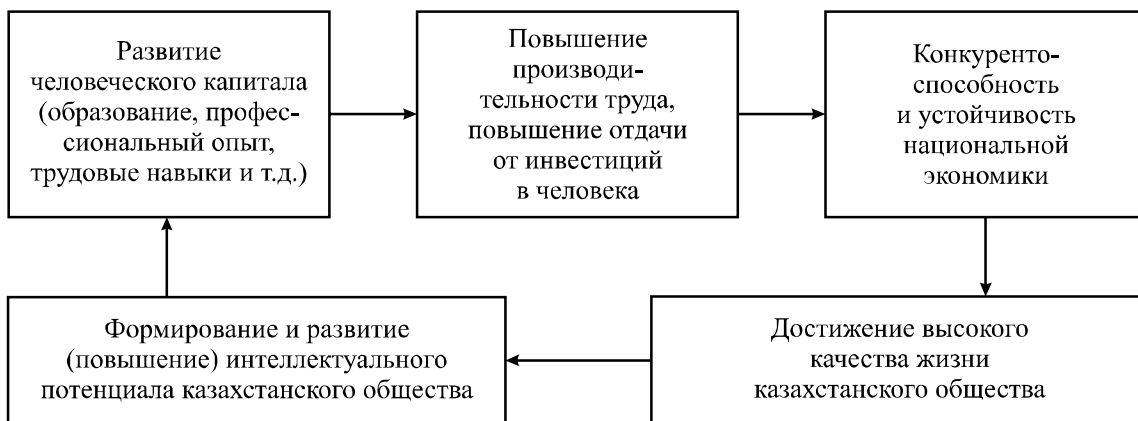 Развитие
человеческого капитала
(образование, профес-
сиональный опыт,
трудовые навыки и т.д.)
Повышение
производи-
тельности труда,
повышение отдачи
от инвестиций
в человека
Конкуренто-
способность
и устойчивость
национальной
экономики
Формирование и развитие
(повышение) интеллектуального
потенциала казахстанского общества
Достижение высокого
качества жизни
казахстанского общества